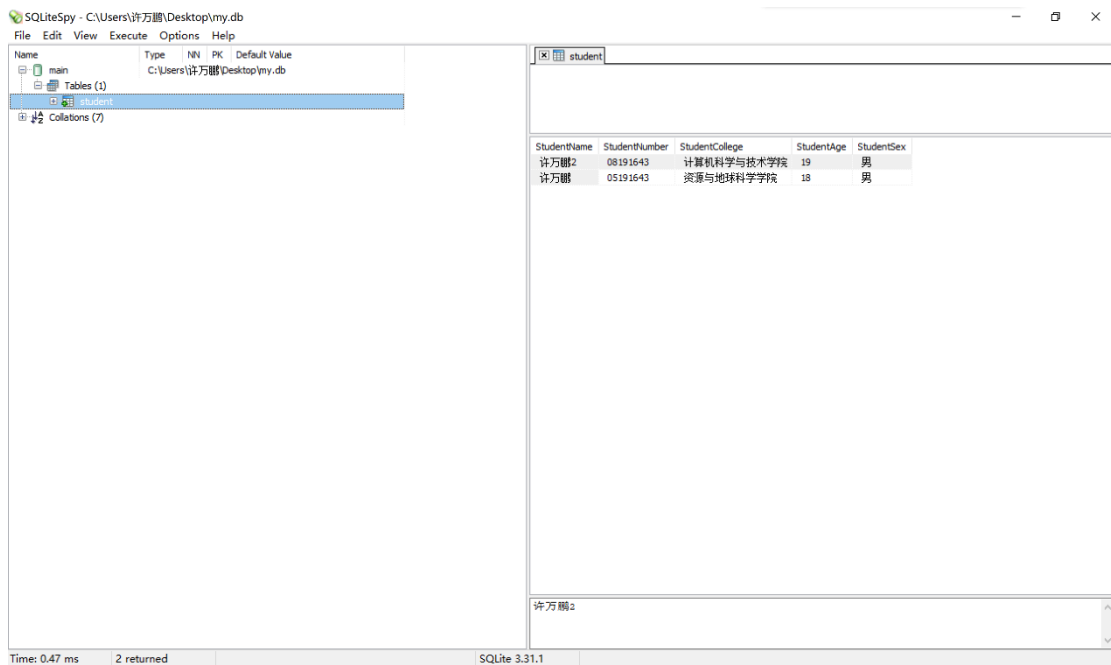 SQLiteSpy - C:\Users\许万鹏\Desktop\my.db
File Edit View Execute Options Help
Name Type NN PK Default Value
main C:\Users\许万鹏\Desktop\my.db
Tables (1)
student
Collations (7)
student
StudentName StudentNumber StudentCollege StudentAge StudentSex
许万鹏2 08191643 计算机科学与技术学院 19 男
许万鹏 05191643 资源与地球科学学院 18 男
许万鹏2
Time: 0.47 ms 2 returned SQLite 3.31.1